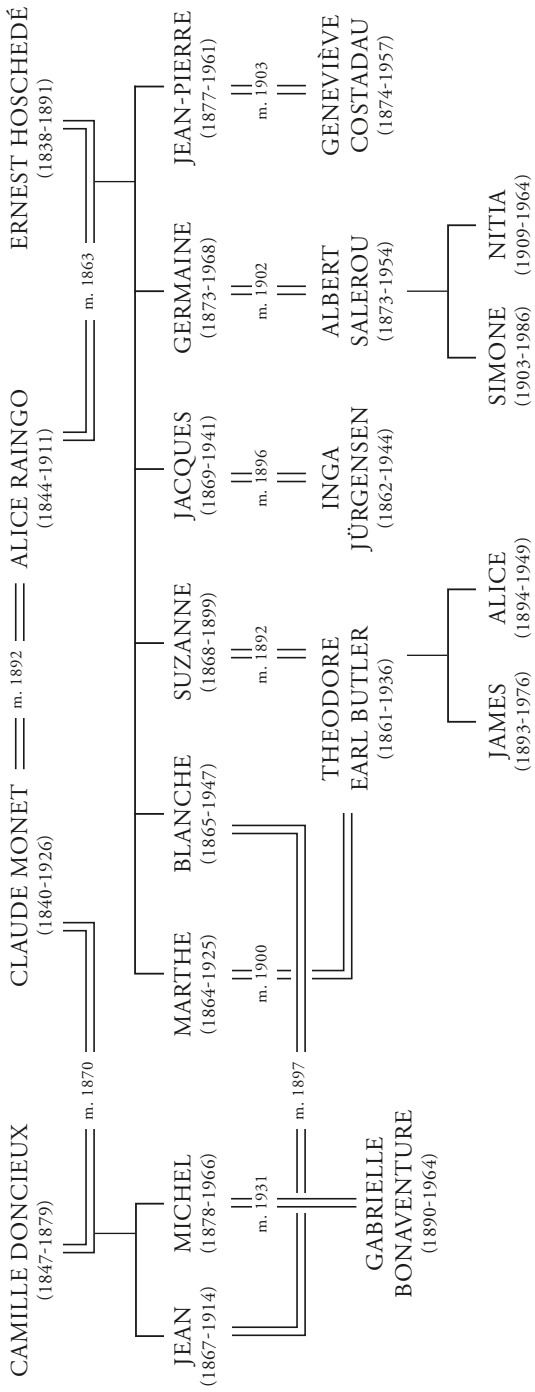 CAMILLE DONCIEUX
(1847-1879)
m. 1870
CLAUDE MONET
(1840-1926)
m. 1892
ALICE RAINGO
(1844-1911)
m. 1863
ERNEST HOSCHEDÉ
(1838-1891)
JEAN
(1867-1914)
MICHEL
(1878-1966)
MARTHE
(1864-1925)
BLANCHE
(1865-1947)
SUZANNE
(1868-1899)
JACQUES
(1869-1941)
GERMAINE
(1873-1968)
JEAN-PIERRE
(1877-1961)
m. 1931
m. 1897
m. 1900
m. 1892
m. 1896
m. 1902
m. 1903
GABRIELLE
BONAVENTURE
(1890-1964)
THEODORE
EARL BUTLER
(1861-1936)
INGA
JÜRGENSEN
(1862-1944)
ALBERT
SALEROU
(1873-1954)
GENEVIÈVE
COSTADAU
(1874-1957)
JAMES
(1893-1976)
ALICE
(1894-1949)
SIMONE
(1903-1986)
NITIA
(1909-1964)